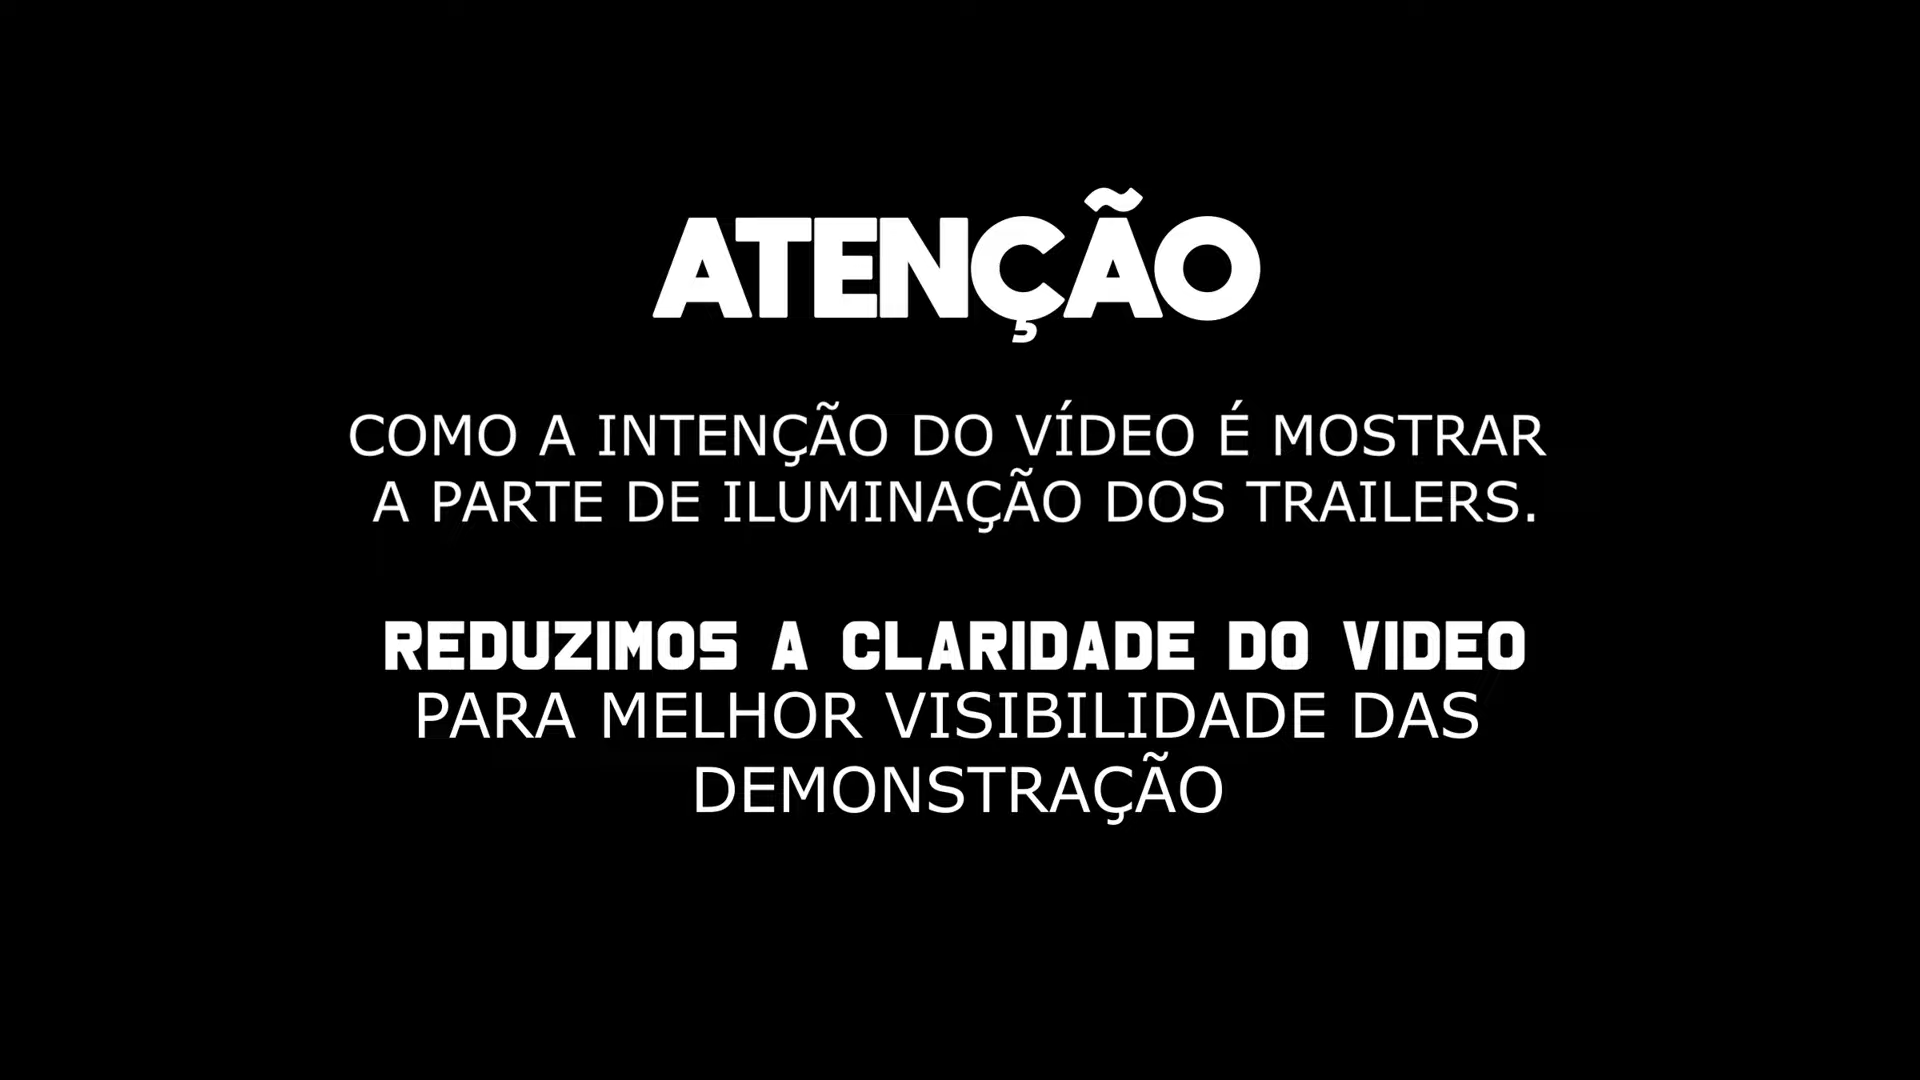 ATENÇÃO
COMO A INTENÇÃO DO VÍDEO É MOSTRAR
A PARTE DE ILUMINAÇÃO DOS TRAILERS.
REDUZIMOS A CLARIDADE DO VIDEO
PARA MELHOR VISIBILIDADE DAS
DEMONSTRAÇÃO